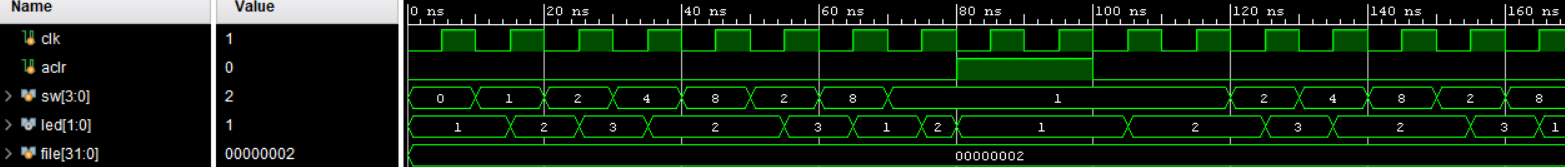 Name Value 0 ns 20 ns 40 ns 60 ns 80 ns 100 ns 120 ns 140 ns 160 ns
clk 1
aclr 0
sw[3:0] 2 0 1 2 4 8 2 8 1 2 4 8 2 8
led[1:0] 1 1 2 3 2 3 1 2 1 2 3 2 3 1
file[31:0] 00000002 00000002